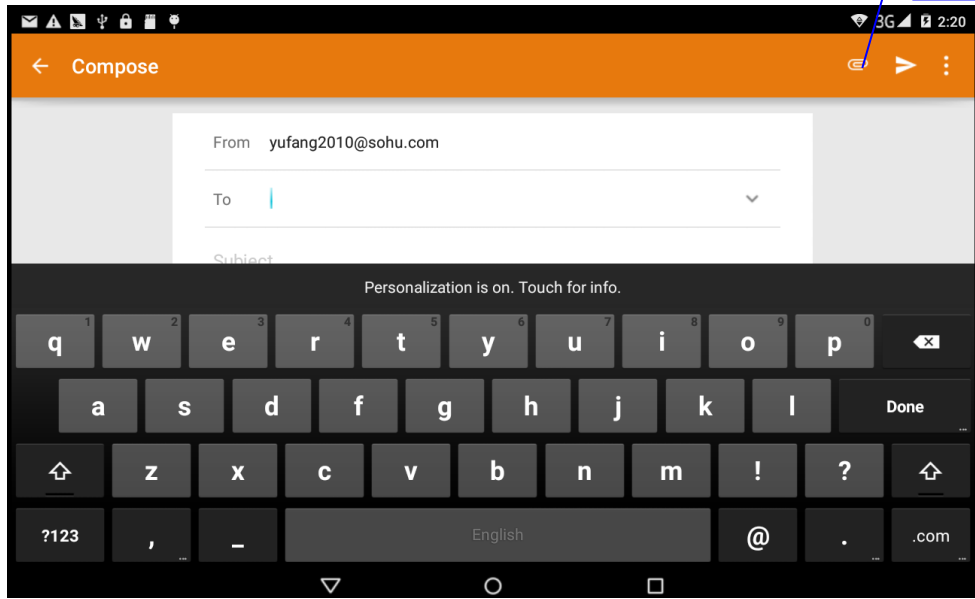 3G 2:20
Compose
From yufang2010@sohu.com
To
Subject
Personalization is on. Touch for info.
q 1 w 2 e 3 r 4 t 5 y 6 u 7 i 8 o 9 p 0
a s d f g h j k l Done ...
z x c v b n m ! ?
?123 , ... _ English @ . ... .com ...